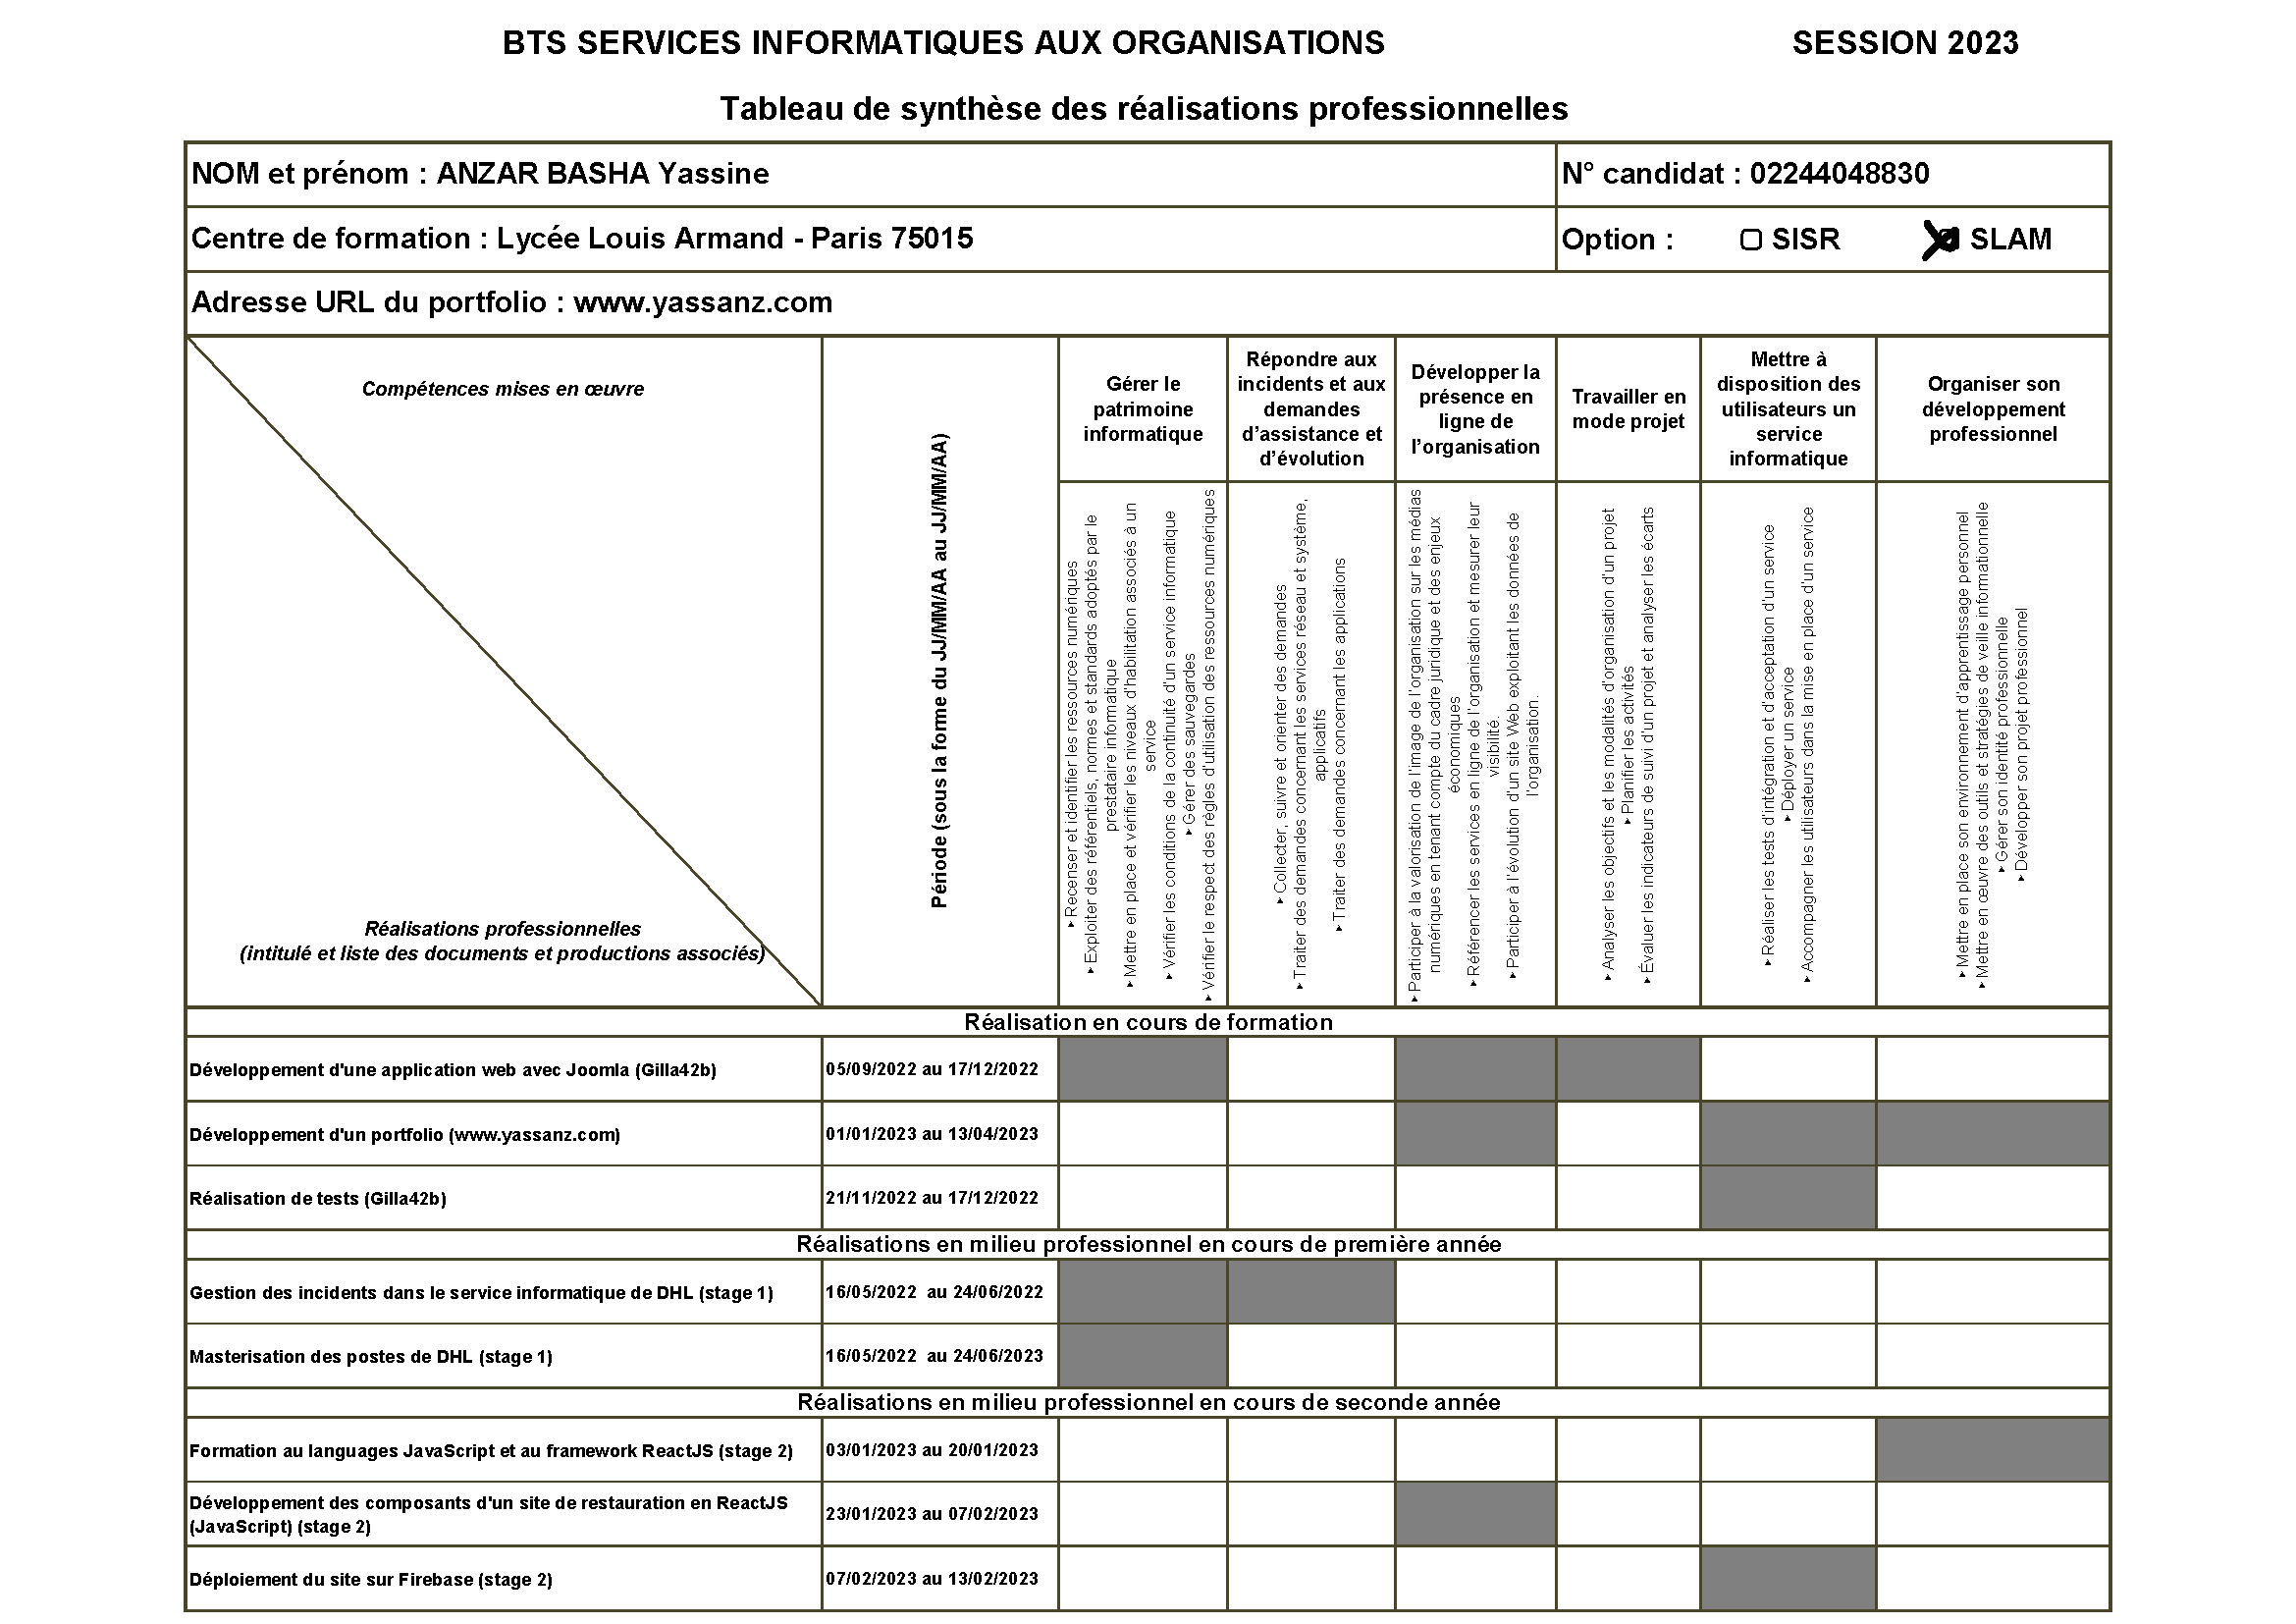 BTS SERVICES INFORMATIQUES AUX ORGANISATIONS
SESSION 2023
Tableau de synthèse des réalisations professionnelles
NOM et prénom : ANZAR BASHA Yassine
N° candidat : 02244048830
Centre de formation : Lycée Louis Armand - Paris 75015
Option :
SISR
SLAM
Adresse URL du portfolio : www.yassanz.com
Compétences mises en œuvre
Réalisations professionnelles
(intitulé et liste des documents et productions associés)
Période (sous la forme du JJ/MM/AA au JJ/MM/AA)
Gérer le
patrimoine
informatique
Répondre aux
incidents et aux
demandes
d’assistance et
d’évolution
Développer la
présence en
ligne de
l’organisation
Travailler en
mode projet
Mettre à
disposition des
utilisateurs un
service
informatique
Organiser son
développement
professionnel
▸ Recenser et identifier les ressources numériques
▸ Exploiter des référentiels, normes et standards adoptés par le
prestataire informatique
▸ Mettre en place et vérifier les niveaux d’habilitation associés à un
service
▸ Vérifier les conditions de la continuité d’un service informatique
▸ Gérer des sauvegardes
▸ Vérifier le respect des règles d’utilisation des ressources numériques
▸ Collecter, suivre et orienter des demandes
▸ Traiter des demandes concernant les services réseau et système,
applicatifs
▸ Traiter des demandes concernant les applications
▸ Participer à la valorisation de l’image de l’organisation sur les médias
numériques en tenant compte du cadre juridique et des enjeux
économiques
▸ Référencer les services en ligne de l’organisation et mesurer leur
visibilité.
▸ Participer à l’évolution d’un site Web exploitant les données de
l’organisation.
▸ Analyser les objectifs et les modalités d’organisation d’un projet
▸ Planifier les activités
▸ Évaluer les indicateurs de suivi d’un projet et analyser les écarts
▸ Réaliser les tests d’intégration et d’acceptation d’un service
▸ Déployer un service
▸ Accompagner les utilisateurs dans la mise en place d’un service
▸ Mettre en place son environnement d’apprentissage personnel
▸ Mettre en œuvre des outils et stratégies de veille informationnelle
▸ Gérer son identité professionnelle
▸ Développer son projet professionnel
Réalisation en cours de formation
Développement d'une application web avec Joomla (Gilla42b)
05/09/2022 au 17/12/2022
Développement d'un portfolio (www.yassanz.com)
01/01/2023 au 13/04/2023
Réalisation de tests (Gilla42b)
21/11/2022 au 17/12/2022
Réalisations en milieu professionnel en cours de première année
Gestion des incidents dans le service informatique de DHL (stage 1)
16/05/2022 au 24/06/2022
Masterisation des postes de DHL (stage 1)
16/05/2022 au 24/06/2023
Réalisations en milieu professionnel en cours de seconde année
Formation au languages JavaScript et au framework ReactJS (stage 2)
03/01/2023 au 20/01/2023
Développement des composants d'un site de restauration en ReactJS
(JavaScript) (stage 2)
23/01/2023 au 07/02/2023
Déploiement du site sur Firebase (stage 2)
07/02/2023 au 13/02/2023